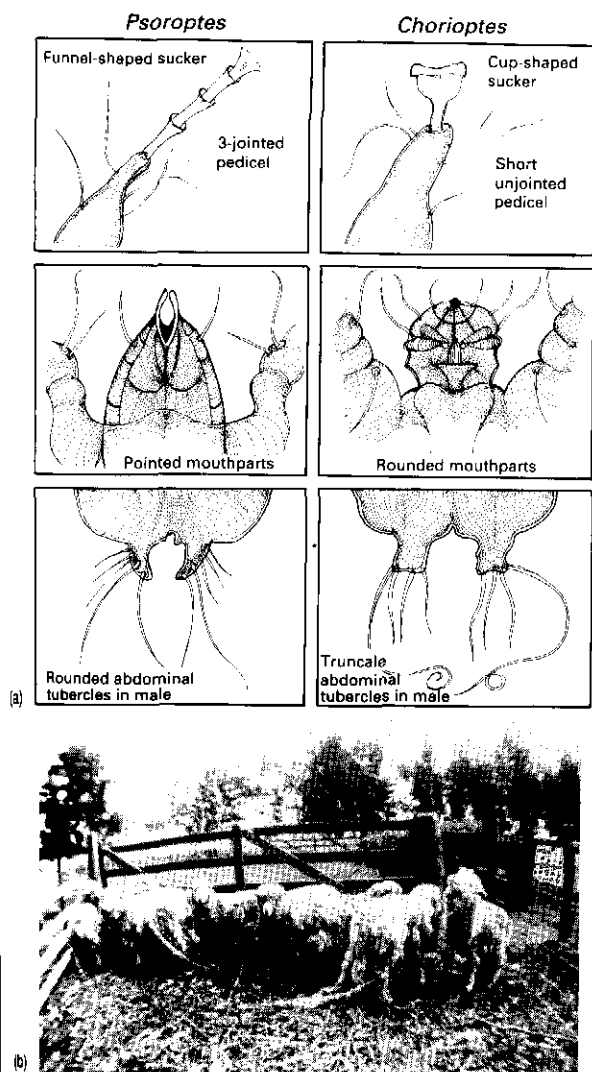 Psoroptes
Chorioptes
Funnel-shaped sucker
3-jointed
pedicel
Cup-shaped
sucker
Short
unjointed
pedicel
Pointed mouthparts
Rounded mouthparts
Rounded abdominal
tubercles in male
Truncale
abdominal
tubercles in male
(a)
(b)